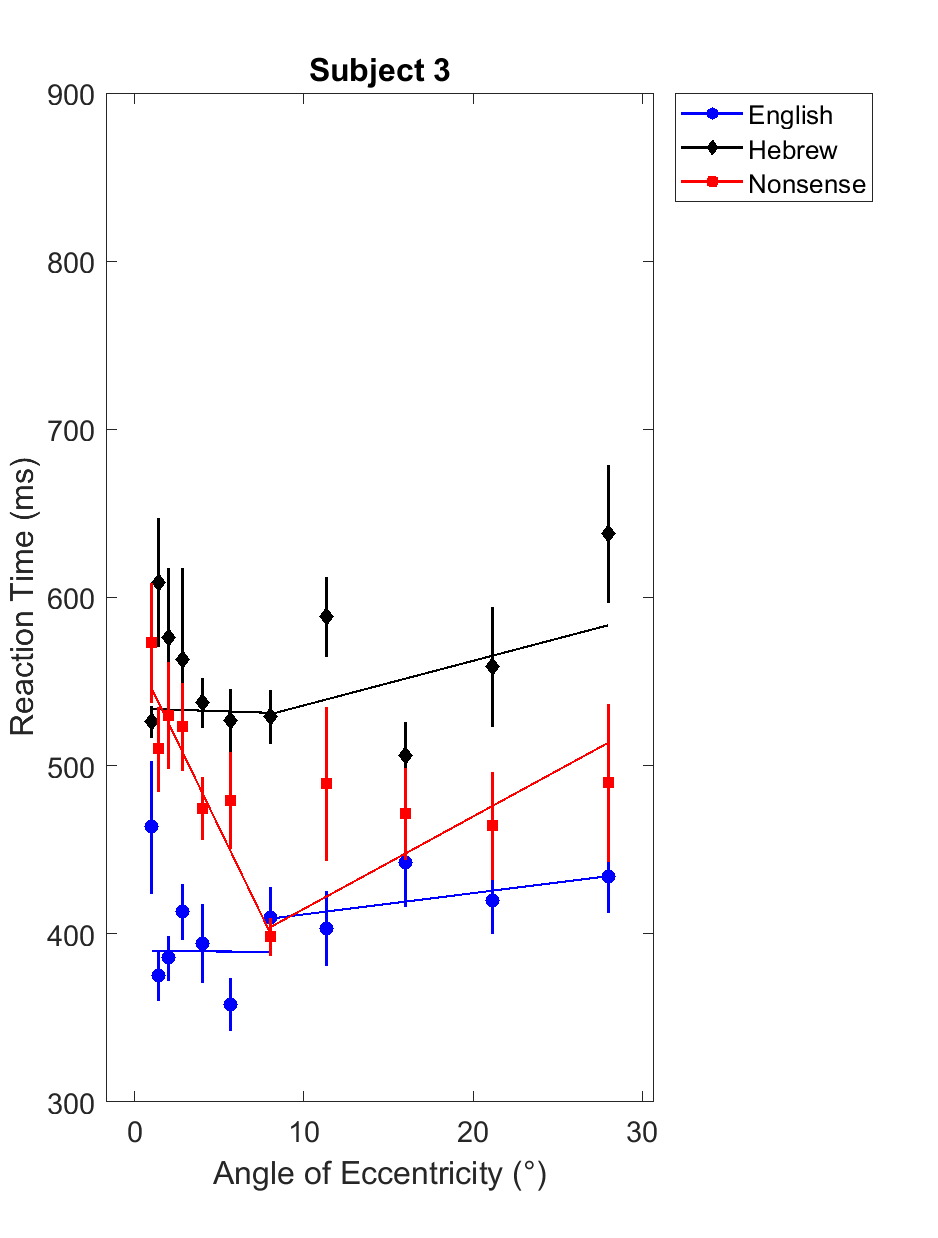 Subject 3
900
800
700
600
500
400
300
Reaction Time (ms)
0 10 20 30
Angle of Eccentricity (°)
English
Hebrew
Nonsense